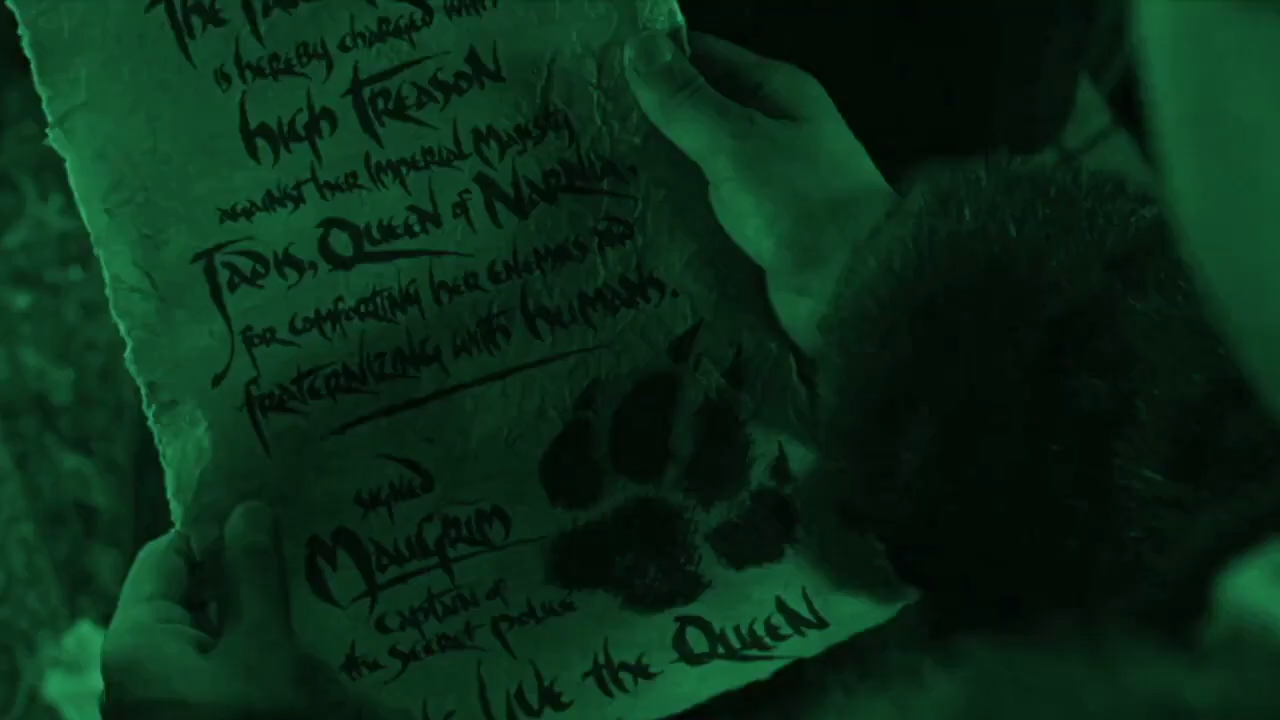 The
is hereby charged with
high Treason
against her Imperial Majesty
Jadis, Queen of Narnia,
for comforting her enemies and
fraternizing with humans.
signed
Maugrim
captain of
the Secret Police
Live the Queen